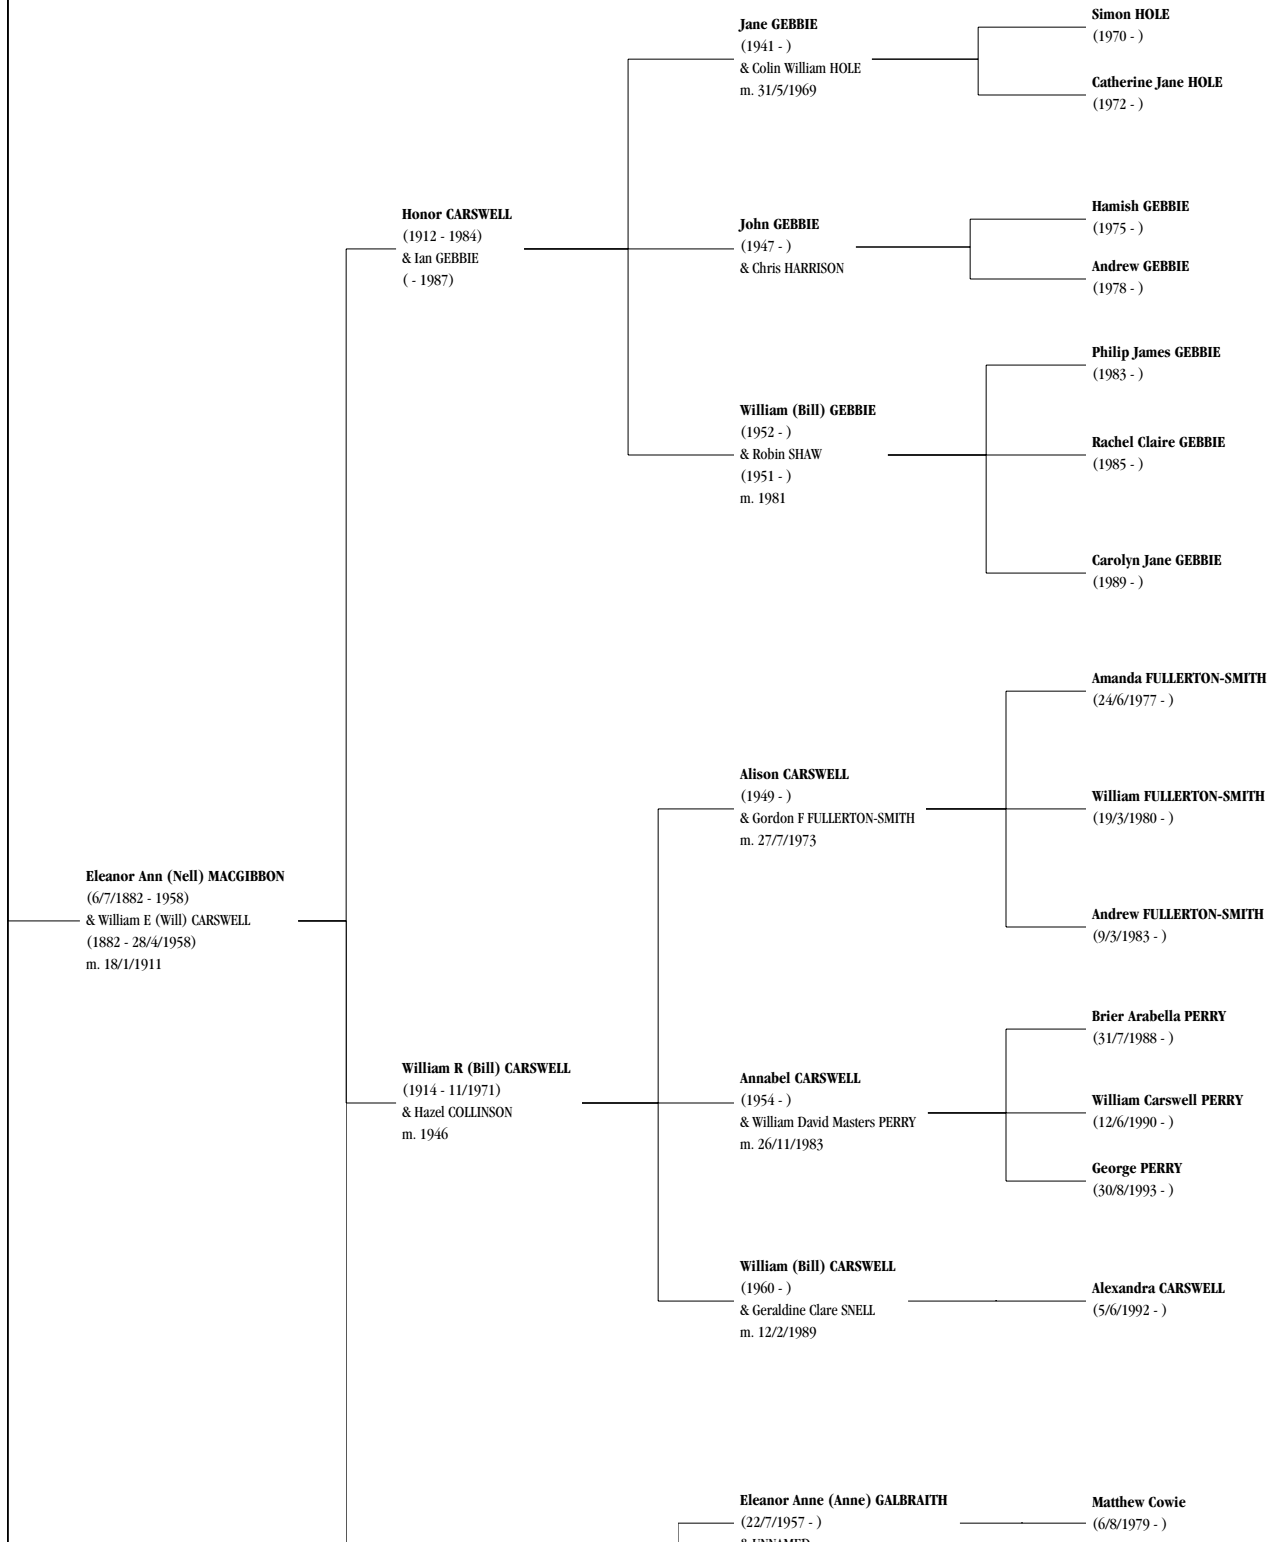 Jane GEBBIE
(1941 - )
& Colin William HOLE
m. 31/5/1969
Simon HOLE
(1970 - )
Catherine Jane HOLE
(1972 - )
Honor CARSWELL
(1912 - 1984)
& Ian GEBBIE
( - 1987)
John GEBBIE
(1947 - )
& Chris HARRISON
Hamish GEBBIE
(1975 - )
Andrew GEBBIE
(1978 - )
William (Bill) GEBBIE
(1952 - )
& Robin SHAW
(1951 - )
m. 1981
Philip James GEBBIE
(1983 - )
Rachel Claire GEBBIE
(1985 - )
Carolyn Jane GEBBIE
(1989 - )
Eleanor Ann (Nell) MACGIBBON
(6/7/1882 - 1958)
& William E (Will) CARSWELL
(1882 - 28/4/1958)
m. 18/1/1911
Alison CARSWELL
(1949 - )
& Gordon F FULLERTON-SMITH
m. 27/7/1973
Amanda FULLERTON-SMITH
(24/6/1977 - )
William FULLERTON-SMITH
(19/3/1980 - )
Andrew FULLERTON-SMITH
(9/3/1983 - )
William R (Bill) CARSWELL
(1914 - 11/1971)
& Hazel COLLINSON
m. 1946
Annabel CARSWELL
(1954 - )
& William David Masters PERRY
m. 26/11/1983
Brier Arabella PERRY
(31/7/1988 - )
William Carswell PERRY
(12/6/1990 - )
George PERRY
(30/8/1993 - )
William (Bill) CARSWELL
(1960 - )
& Geraldine Clare SNELL
m. 12/2/1989
Alexandra CARSWELL
(5/6/1992 - )
Eleanor Anne (Anne) GALBRAITH
(22/7/1957 - )
& UNNAMED
Matthew Cowie
(6/8/1979 - )